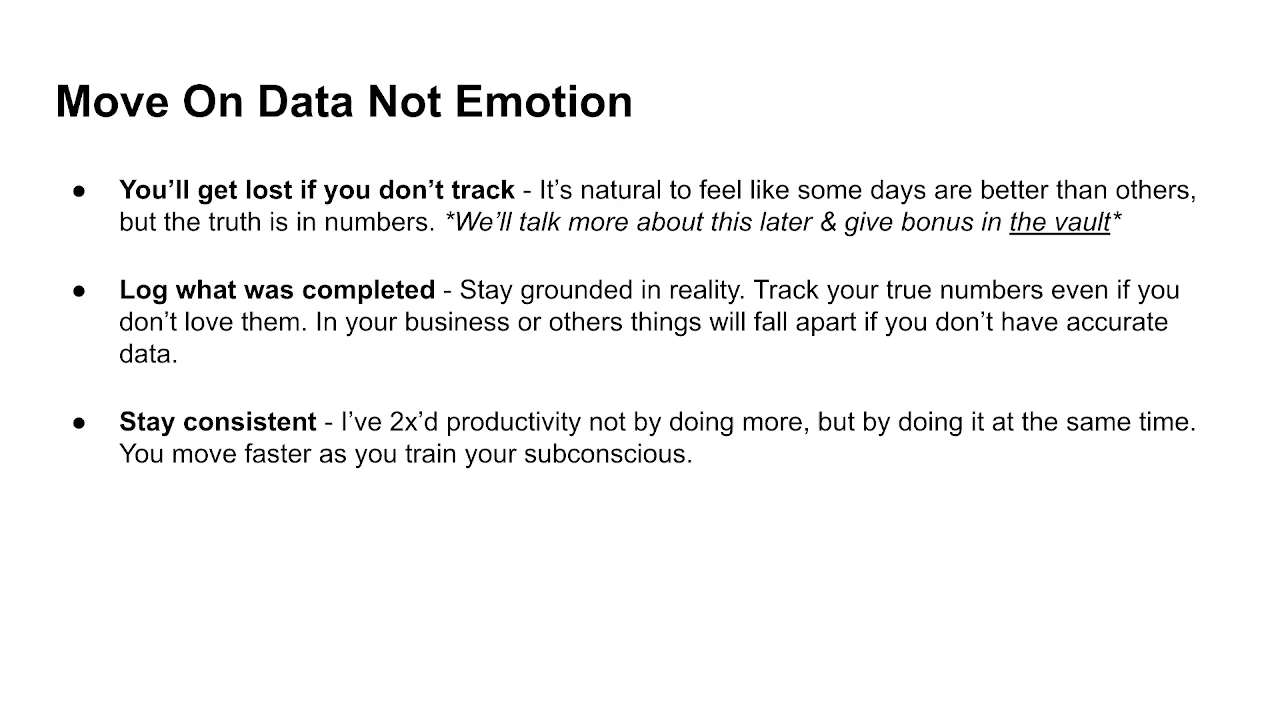 Move On Data Not Emotion
● You’ll get lost if you don’t track - It’s natural to feel like some days are better than others,
but the truth is in numbers. *We’ll talk more about this later & give bonus in the vault*
● Log what was completed - Stay grounded in reality. Track your true numbers even if you
don’t love them. In your business or others things will fall apart if you don’t have accurate
data.
● Stay consistent - I’ve 2x’d productivity not by doing more, but by doing it at the same time.
You move faster as you train your subconscious.